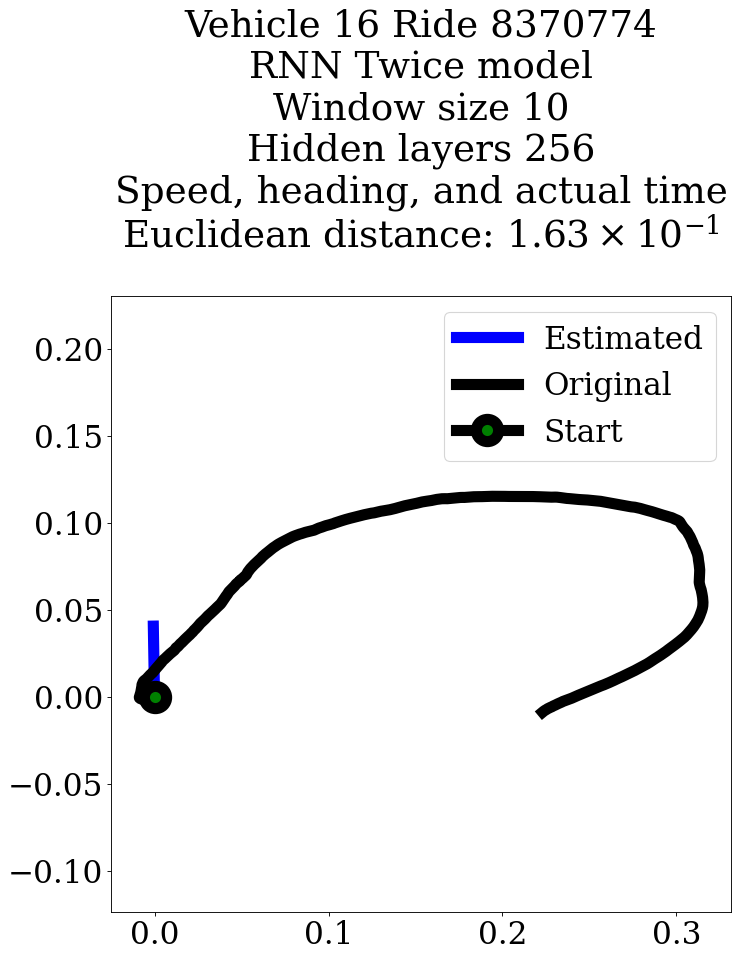 Vehicle 16 Ride 8370774
RNN Twice model
Window size 10
Hidden layers 256
Speed, heading, and actual time
Euclidean distance: 1.63 × 10⁻¹
Estimated
Original
Start
0.20
0.15
0.10
0.05
0.00
−0.05
−0.10
0.0 0.1 0.2 0.3